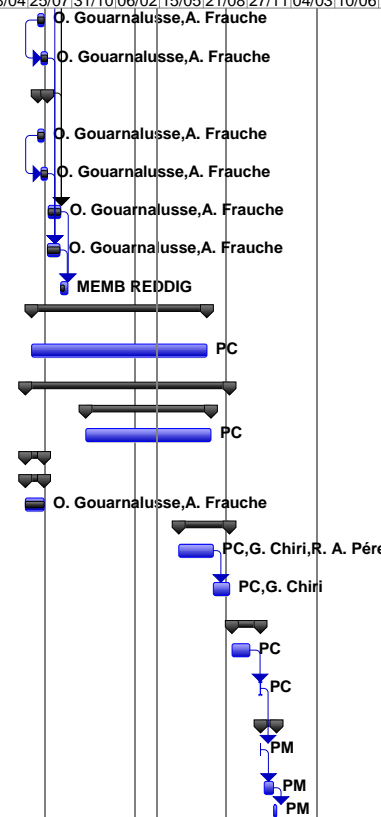 3/04|25/07|31/10|06/02|15/05|21/08|27/11|04/03|10/06
O. Gouarnalusse,A. Frauche
O. Gouarnalusse,A. Frauche
O. Gouarnalusse,A. Frauche
O. Gouarnalusse,A. Frauche
O. Gouarnalusse,A. Frauche
O. Gouarnalusse,A. Frauche
MEMB REDDIG
PC
PC
O. Gouarnalusse,A. Frauche
PC,G. Chiri,R. A. Pére
PC,G. Chiri
PC
PC
PM
PM
PM